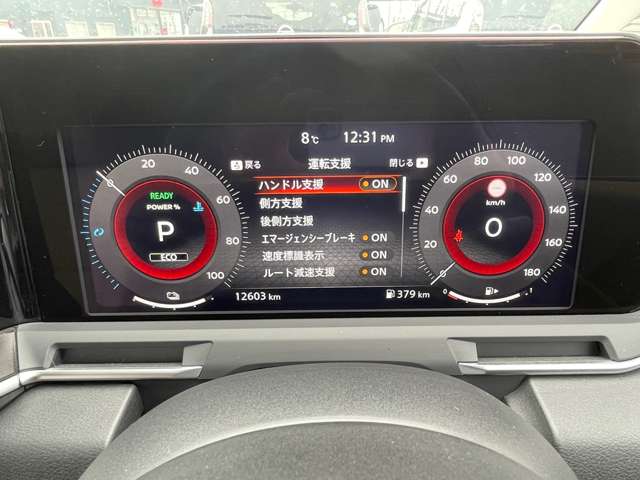 8℃ 12:31 PM
戻る 運転支援 閉じる
ハンドル支援 ON
側方支援
後側方支援
エマージェンシーブレーキ ON
速度標識表示 ON
ルート減速支援 ON
12603 km 379 km
0 20 40 60 80 100
READY
POWER %
P
ECO
0 20 40 60 80 100 120 140 160 180
km/h
0
0 1